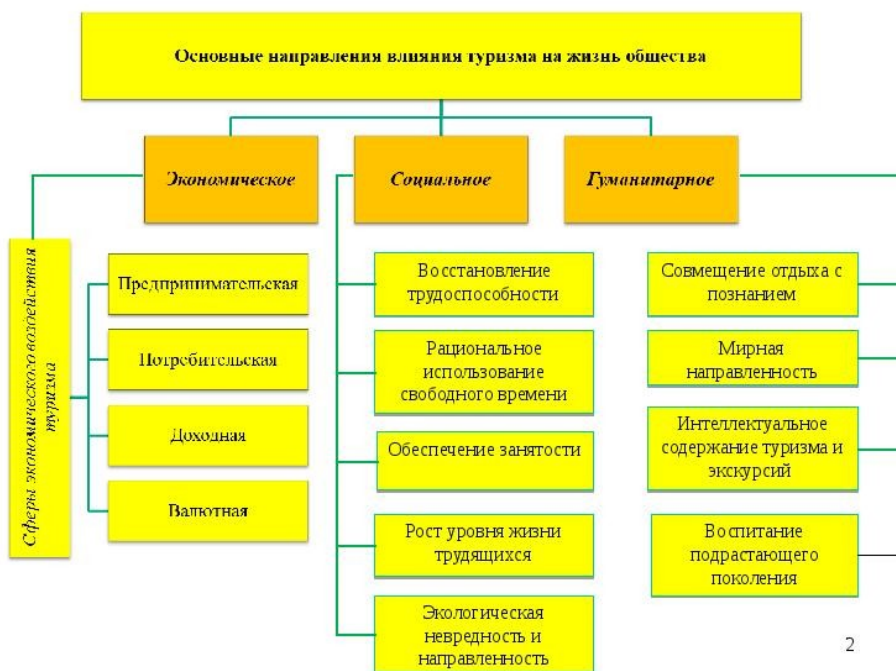 Основные направления влияния туризма на жизнь общества
Экономическое
Социальное
Гуманитарное
Сферы экономического воздействия
туризма
Предпринимательская
Потребительская
Доходная
Валютная
Восстановление
трудоспособности
Рациональное
использование
свободного времени
Обеспечение занятости
Рост уровня жизни
трудящихся
Экологическая
невредность и
направленность
Совмещение отдыха с
познанием
Мирная
направленность
Интеллектуальное
содержание туризма и
экскурсий
Воспитание
подрастающего
поколения
2